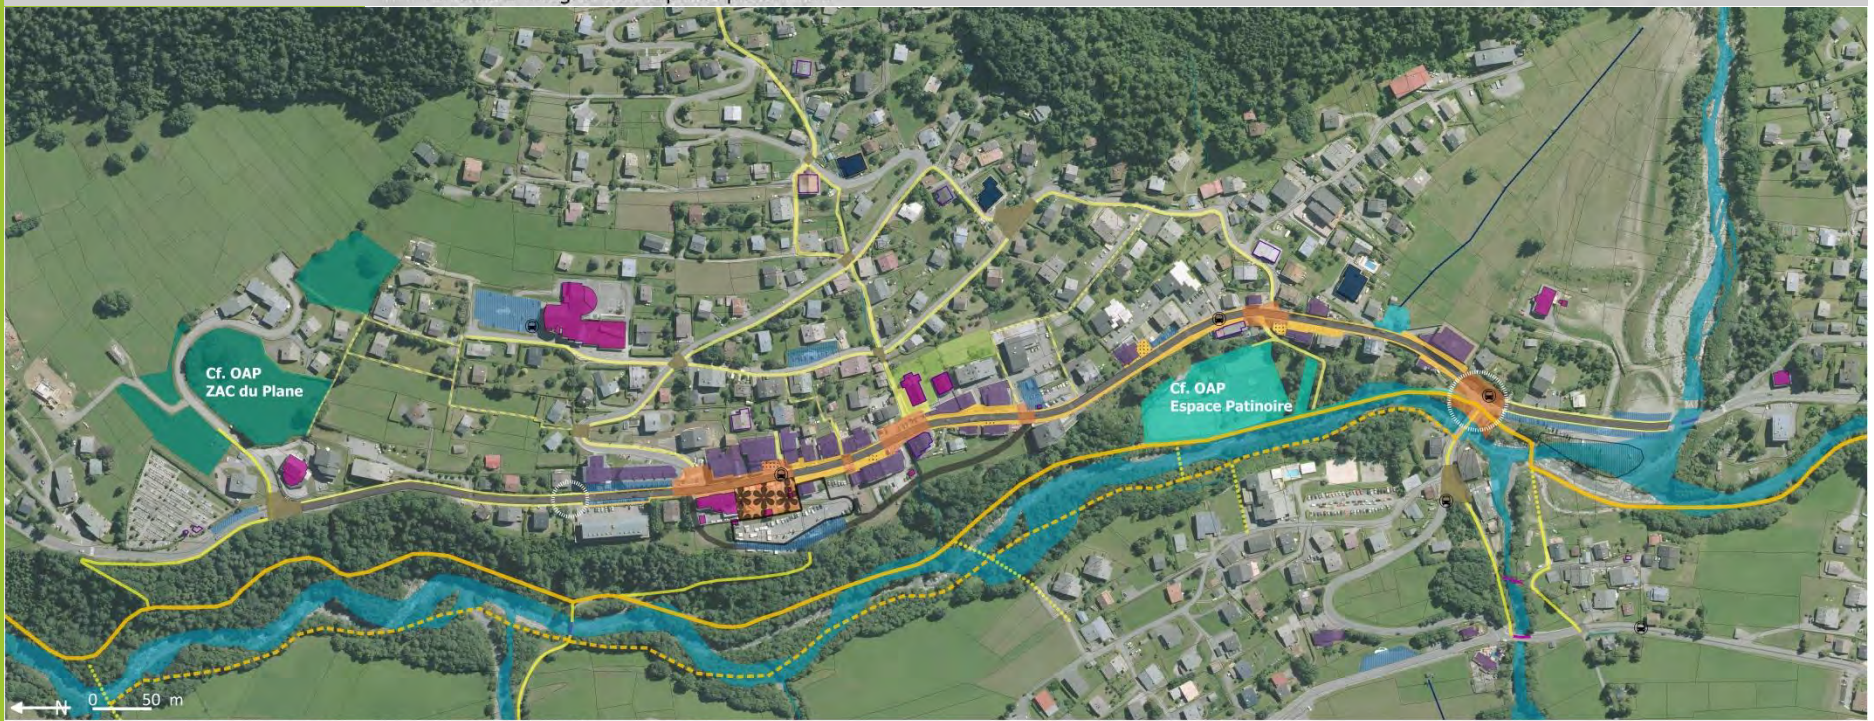 Cf. OAP
ZAC du Plane
Cf. OAP
Espace Patinoire
N
0 50 m